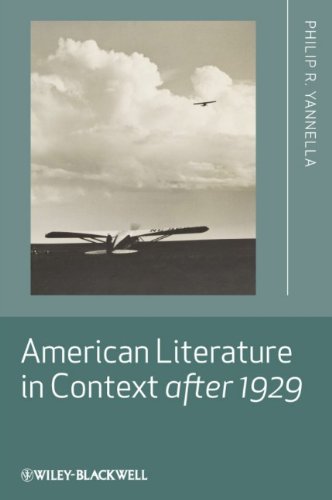 PHILIP R. YANNELLA
American Literature
in Context after 1929
WILEY-BLACKWELL